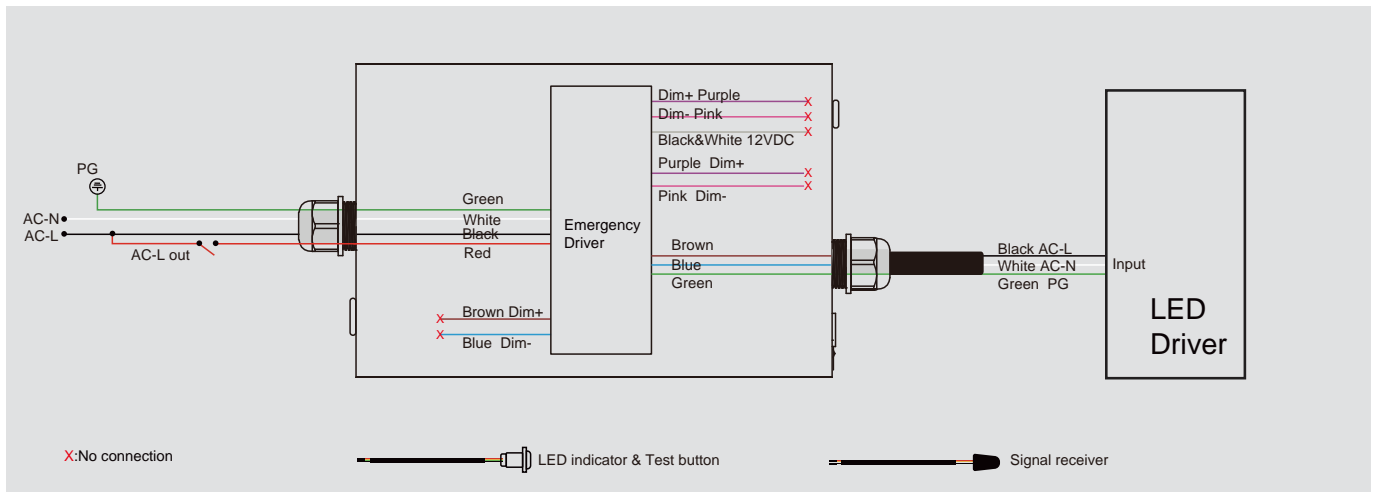 Dim+ Purple
Dim- Pink
Black&White 12VDC
Purple Dim+
Pink Dim-
PG
Green
AC-N
White
AC-L
Black
AC-L out
Red
Emergency
Driver
Brown
Blue
Green
Black AC-L
White AC-N
Green PG
Input
LED
Driver
Brown Dim+
Blue Dim-
X:No connection
LED indicator & Test button
Signal receiver
X
X
X
X
X
X
X